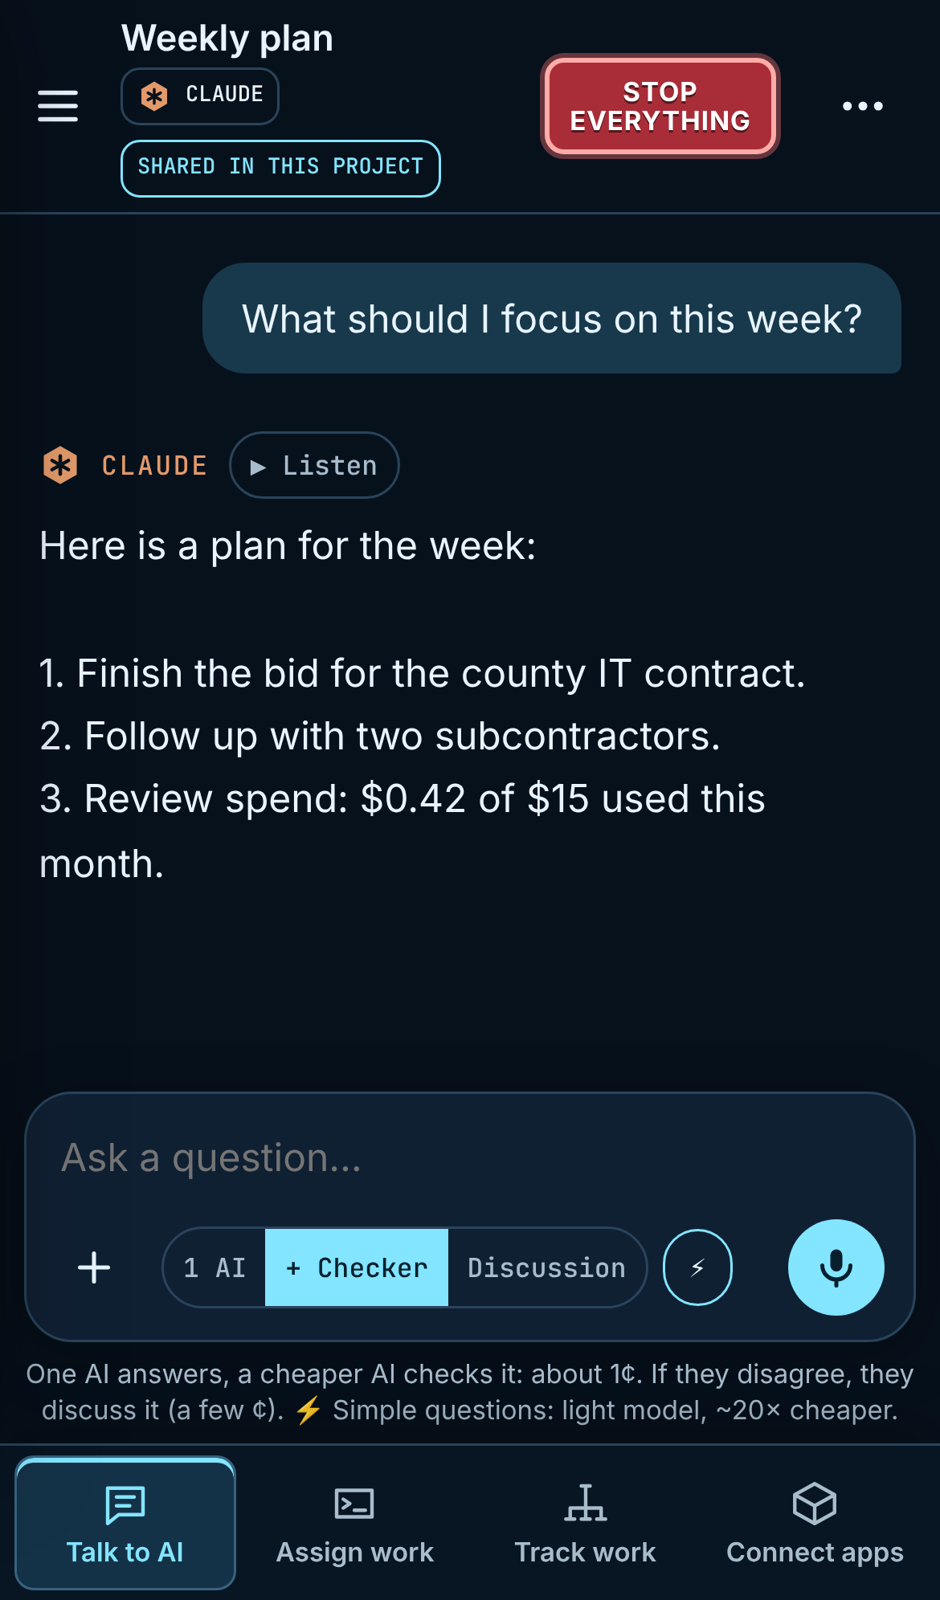 Weekly plan
CLAUDE
STOP
EVERYTHING
SHARED IN THIS PROJECT
What should I focus on this week?
CLAUDE
▶ Listen
Here is a plan for the week:
1. Finish the bid for the county IT contract.
2. Follow up with two subcontractors.
3. Review spend: $0.42 of $15 used this
month.
Ask a question...
1 AI
+ Checker
Discussion
⚡
One AI answers, a cheaper AI checks it: about 1¢. If they disagree, they
discuss it (a few ¢). ⚡ Simple questions: light model, ~20× cheaper.
Talk to AI
Assign work
Track work
Connect apps